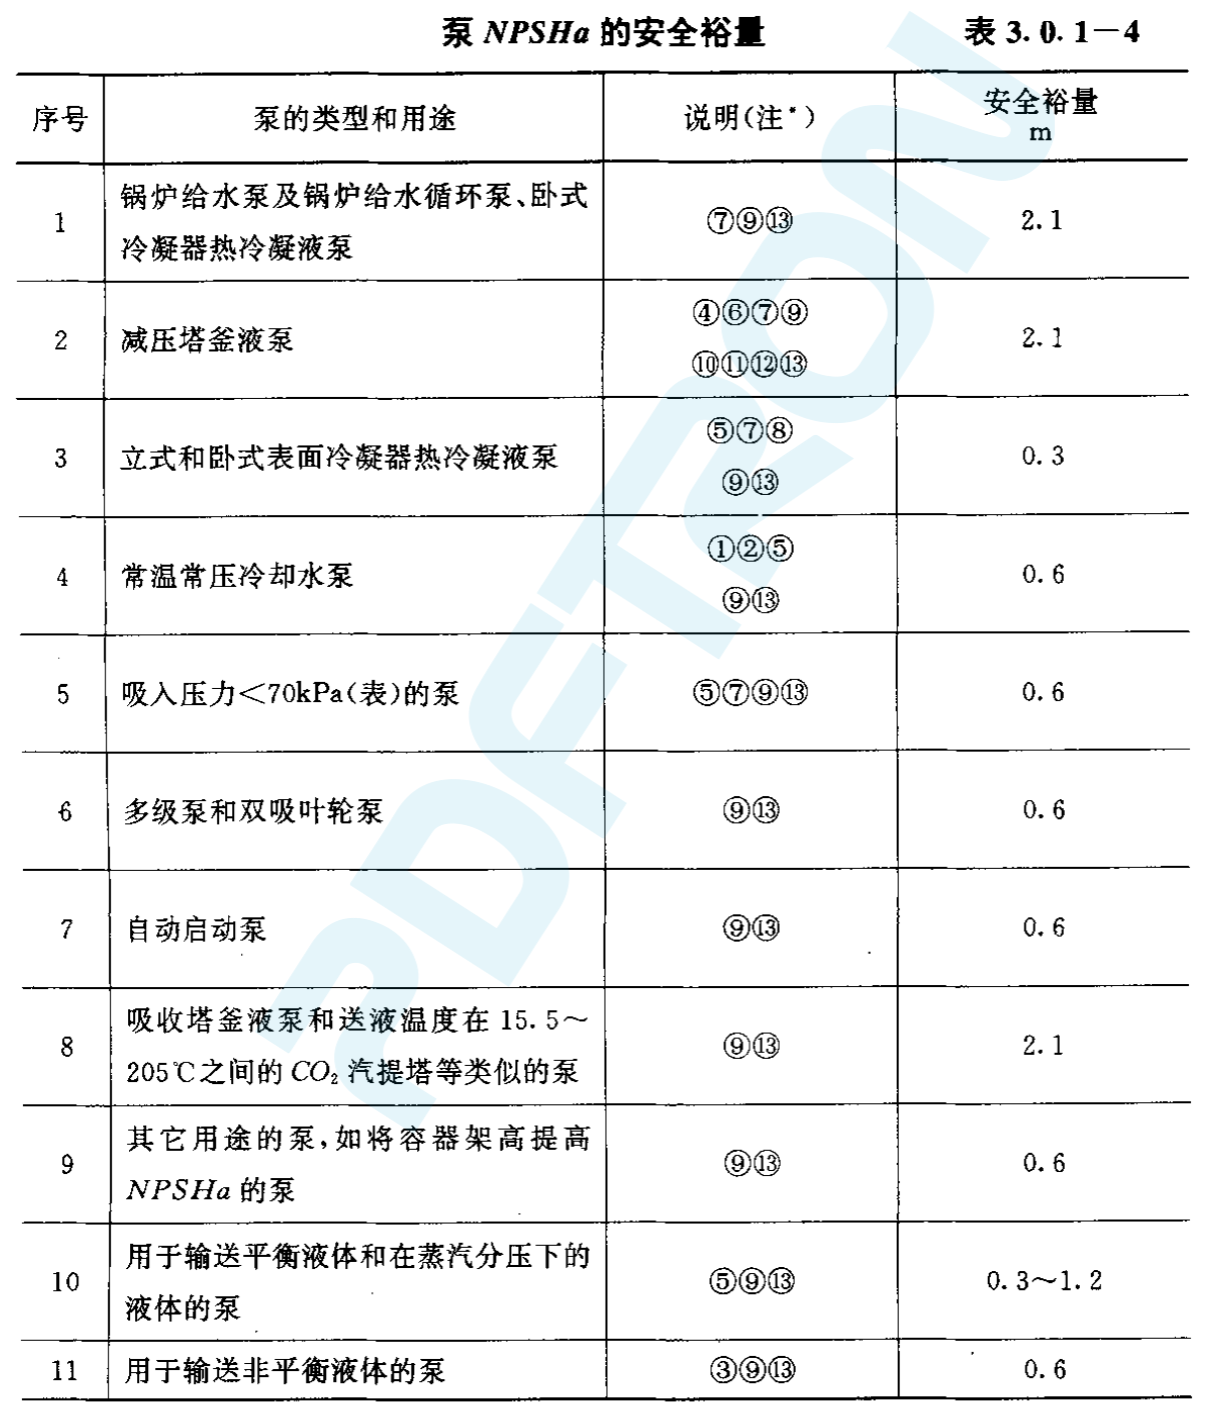 泵 NPSHa 的安全裕量 表 3.0.1－4
序号 泵的类型和用途 说明(注*) 安全裕量
m
1 锅炉给水泵及锅炉给水循环泵、卧式
冷凝器热冷凝液泵 ⑦⑨⑬ 2.1
2 减压塔釜液泵 ④⑥⑦⑨
⑩⑪⑫⑬ 2.1
3 立式和卧式表面冷凝器热冷凝液泵 ⑤⑦⑧
⑨⑬ 0.3
4 常温常压冷却水泵 ①②⑤
⑨⑬ 0.6
5 吸入压力＜70kPa(表)的泵 ⑤⑦⑨⑬ 0.6
6 多级泵和双吸叶轮泵 ⑨⑬ 0.6
7 自动启动泵 ⑨⑬ 0.6
8 吸收塔釜液泵和送液温度在 15.5～
205℃之间的 CO₂ 汽提塔等类似的泵 ⑨⑬ 2.1
9 其它用途的泵，如将容器架高提高
NPSHa 的泵 ⑨⑬ 0.6
10 用于输送平衡液体和在蒸汽分压下的
液体的泵 ⑤⑨⑬ 0.3～1.2
11 用于输送非平衡液体的泵 ③⑨⑬ 0.6
PDFTRON